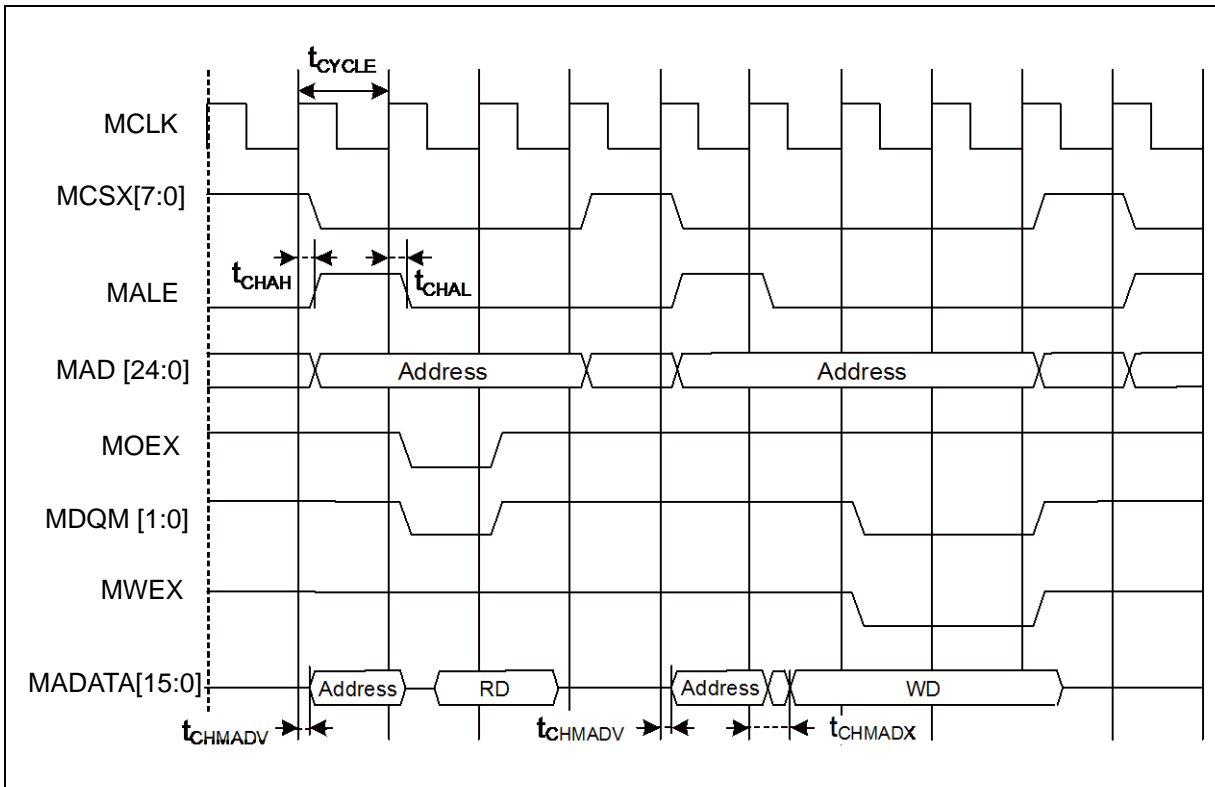 tCYCLE
MCLK
MCSX[7:0]
tCHAH
tCHAL
MALE
MAD [24:0]
Address
Address
MOEX
MDQM [1:0]
MWEX
MADATA[15:0]
Address
RD
Address
WD
tCHMADV
tCHMADV
tCHMADX